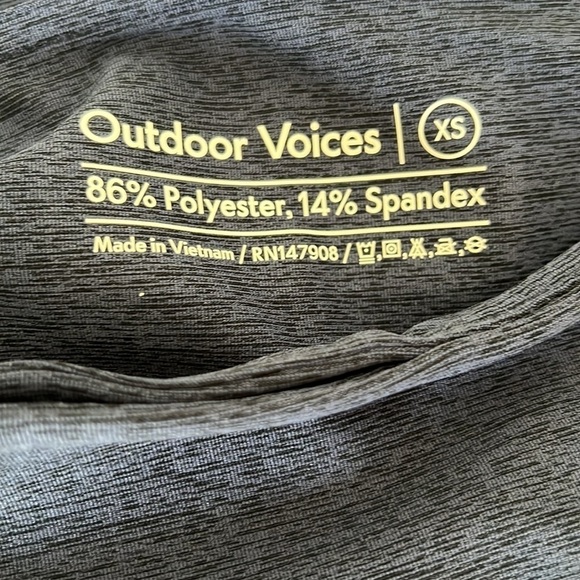 Outdoor Voices | XS
86% Polyester, 14% Spandex
Made in Vietnam / RN147908 /